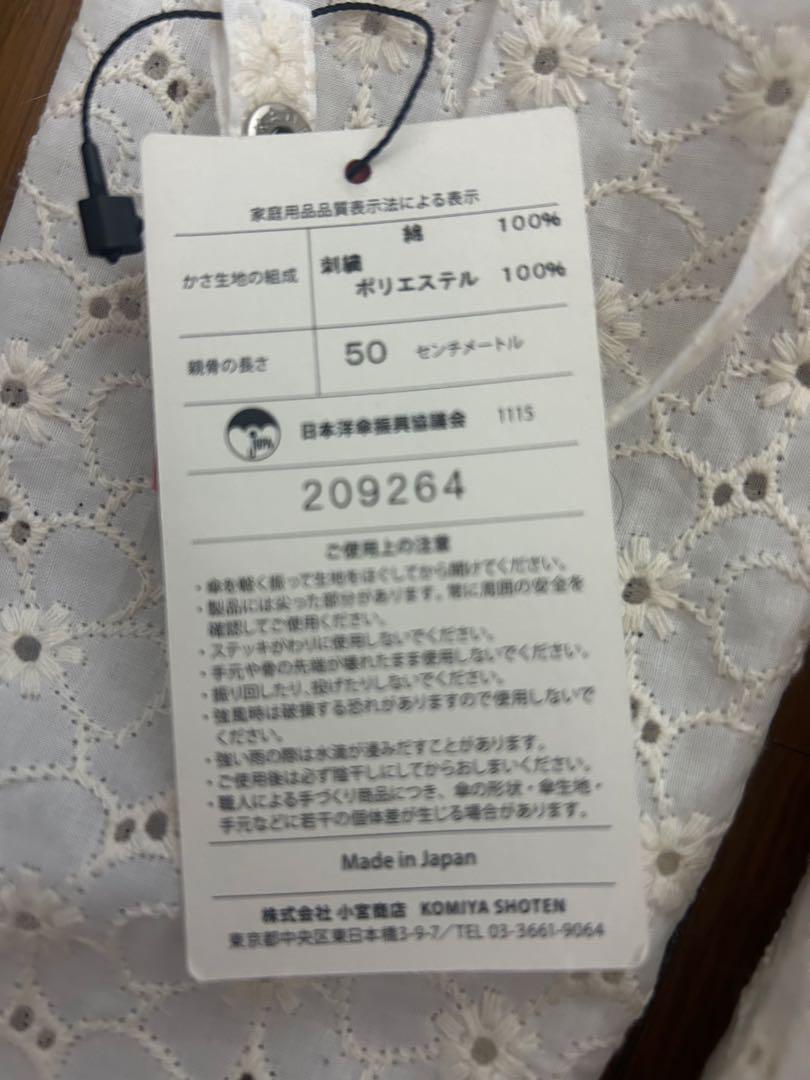 家庭用品品質表示法による表示
かさ生地の組成
綿 100%
刺繍
ポリエステル 100%
親骨の長さ 50 センチメートル
jupa 日本洋傘振興協議会 1115
209264
ご使用上の注意
・傘を軽く振って生地をほぐしてから開けてください。
・製品には尖った部分があります。常に周囲の安全を
確認してご使用ください。
・ステッキがわりに使用しないでください。
・手元や骨の先端が壊れたまま使用しないでください。
・振り回したり、投げたりしないでください。
・強風時は破損する恐れがありますので使用しないで
ください。
・強い雨の際は水滴が浸みだすことがあります。
・ご使用後は必ず陰干しにしてからおしまいください。
・職人による手づくり商品につき、傘の形状・傘生地・
手元などに若干の個体差が生じる場合があります。
Made in Japan
株式会社 小宮商店 KOMIYA SHOTEN
東京都中央区東日本橋3-9-7/TEL 03-3661-9064